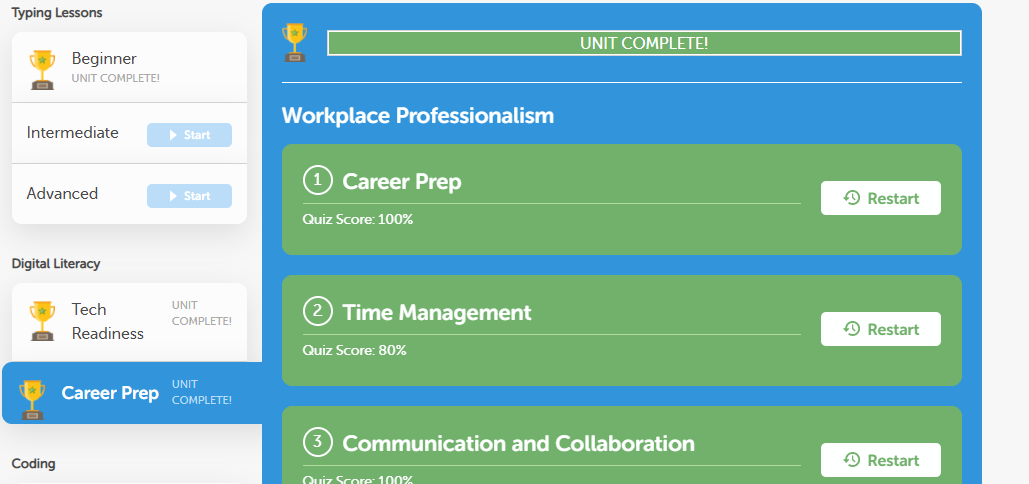 Typing Lessons
Beginner
UNIT COMPLETE!
Intermediate
Start
Advanced
Start
Digital Literacy
Tech
Readiness
UNIT
COMPLETE!
Career Prep
UNIT
COMPLETE!
Coding
UNIT COMPLETE!
Workplace Professionalism
1 Career Prep
Quiz Score: 100%
Restart
2 Time Management
Quiz Score: 80%
Restart
3 Communication and Collaboration
Quiz Score: 100%
Restart